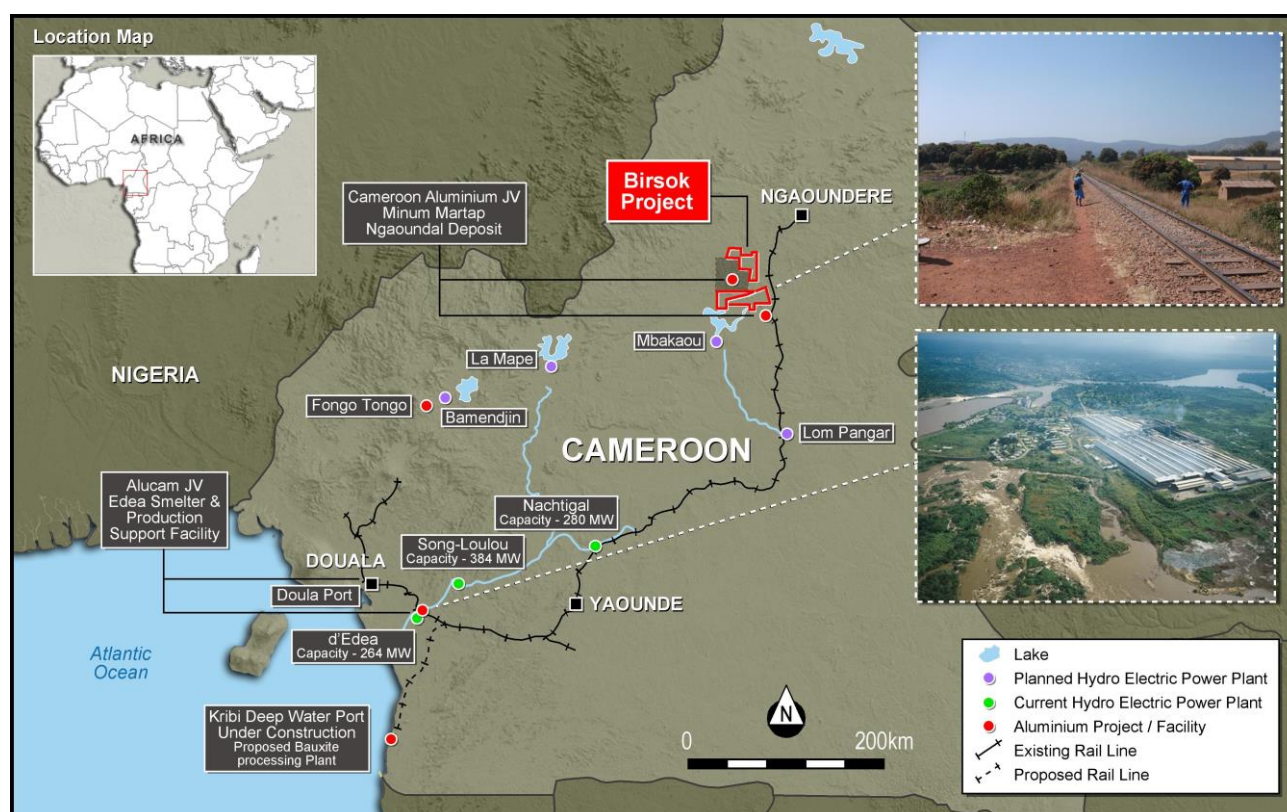 Location Map
AFRICA
Cameroon Aluminium JV
Minum Martap
Ngaoundal Deposit
Birsok
Project
NGAOUNDERE
Mbakaou
La Mape
NIGERIA
Fongo Tongo
Bamendjin
CAMEROON
Lom Pangar
Alucam JV
Edea Smelter &
Production
Support Facility
Nachtigal
Capacity - 280 MW
Song-Loulou
Capacity - 384 MW
DOUALA
Doula Port
YAOUNDE
d'Edea
Capacity - 264 MW
Atlantic
Ocean
Kribi Deep Water Port
Under Construction
Proposed Bauxite
processing Plant
N
0 200km
Lake
Planned Hydro Electric Power Plant
Current Hydro Electric Power Plant
Aluminium Project / Facility
Existing Rail Line
Proposed Rail Line